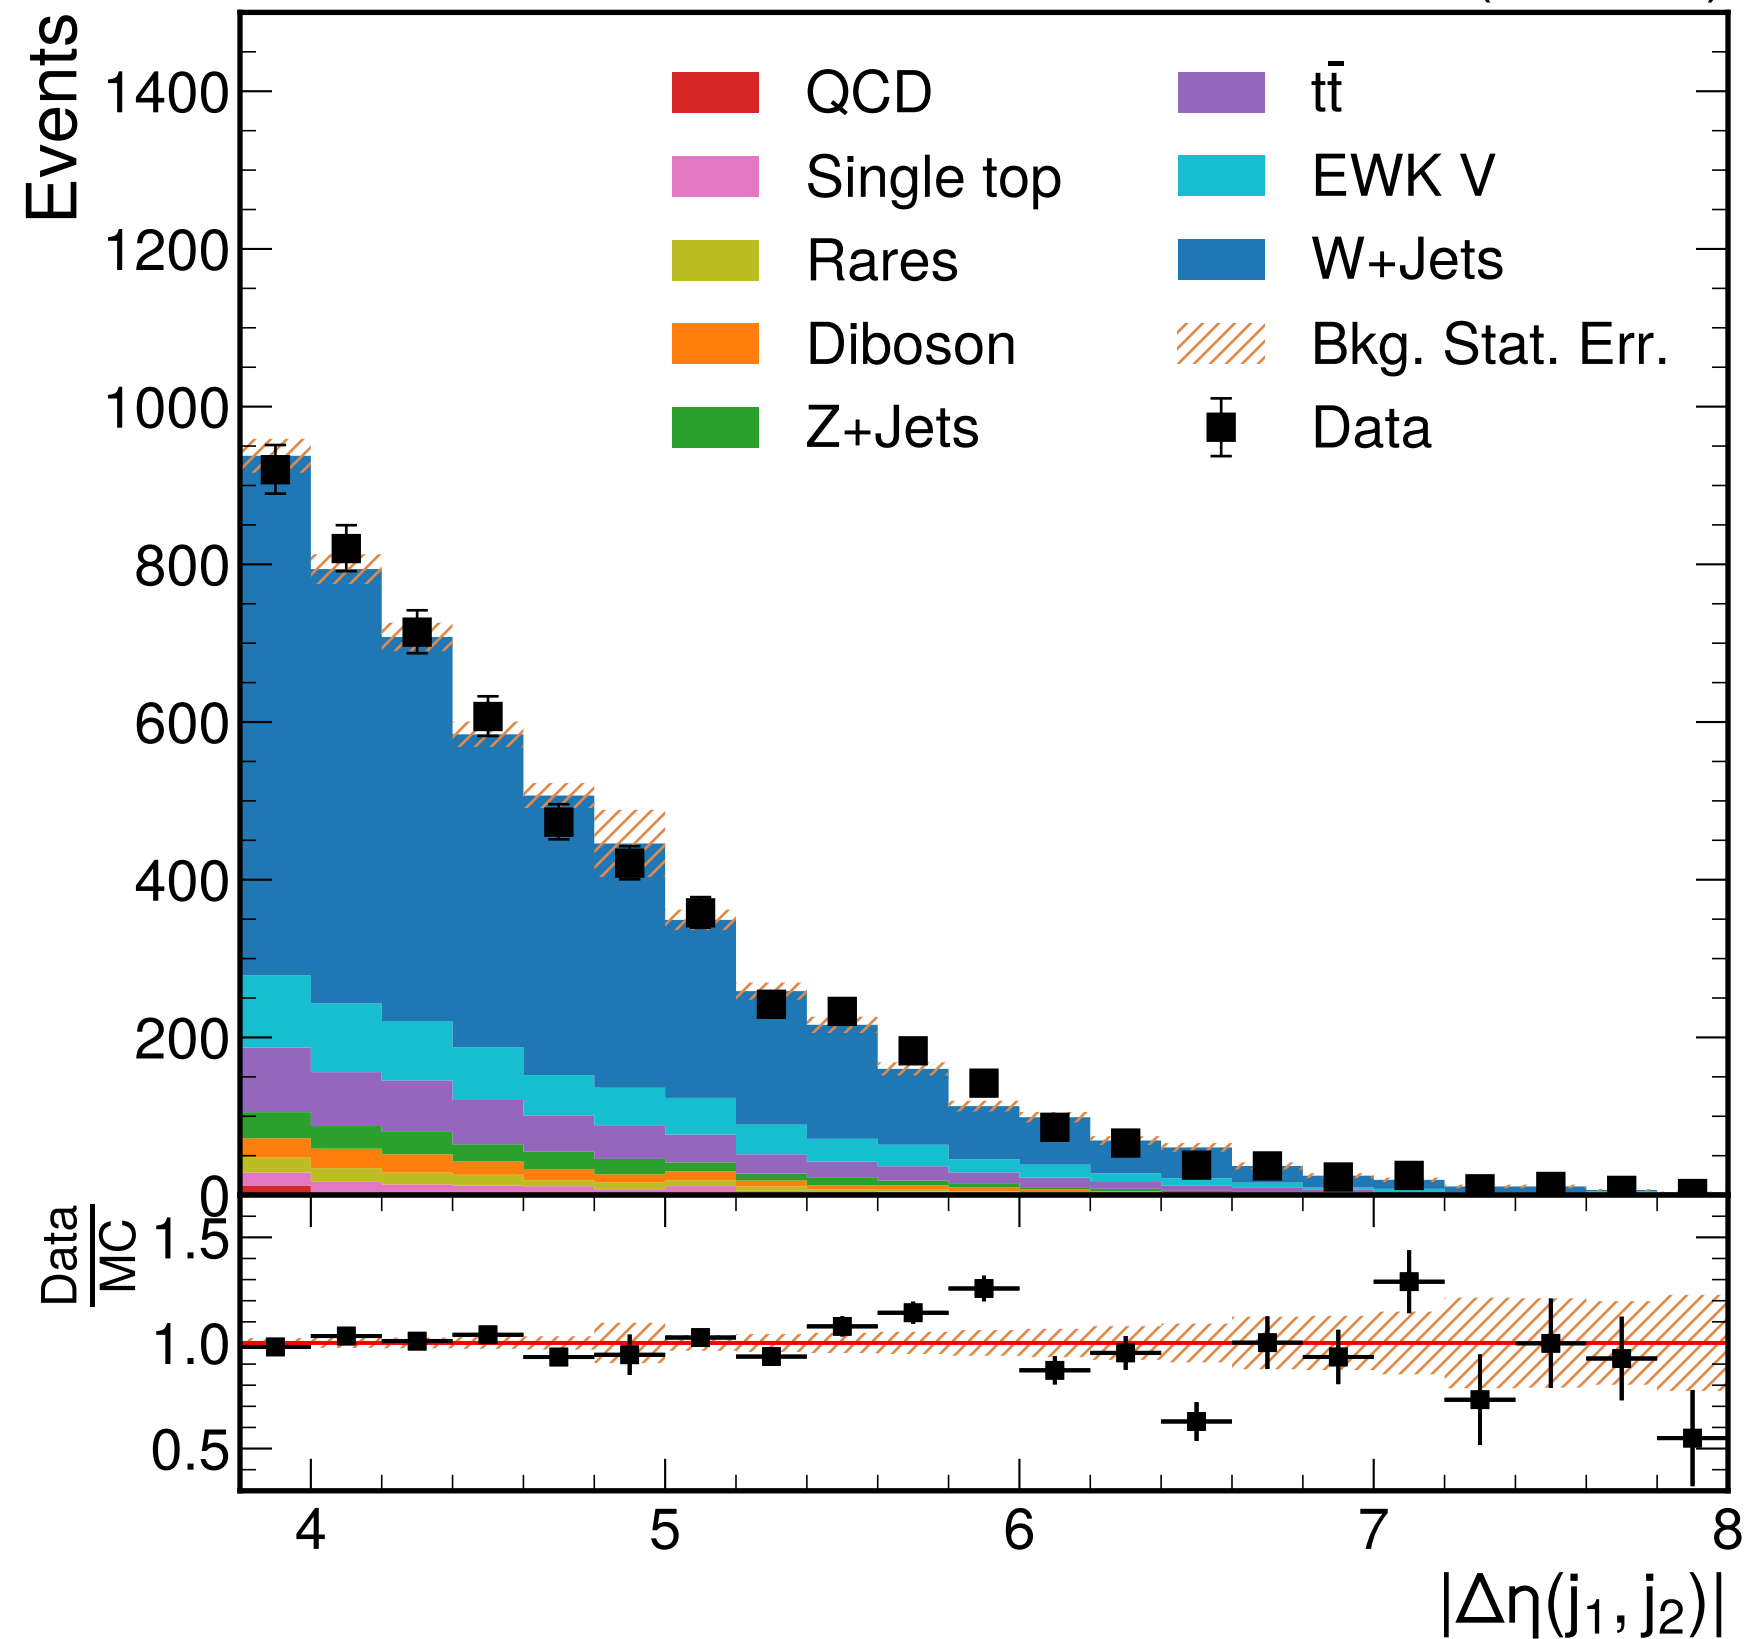 Events
1400
1200
1000
800
600
400
200
0
QCD
Single top
Rares
Diboson
Z+Jets
tt̄
EWK V
W+Jets
Bkg. Stat. Err.
Data
Data
MC
1.5
1.0
0.5
4 5 6 7 8
|Δη(j₁, j₂)|